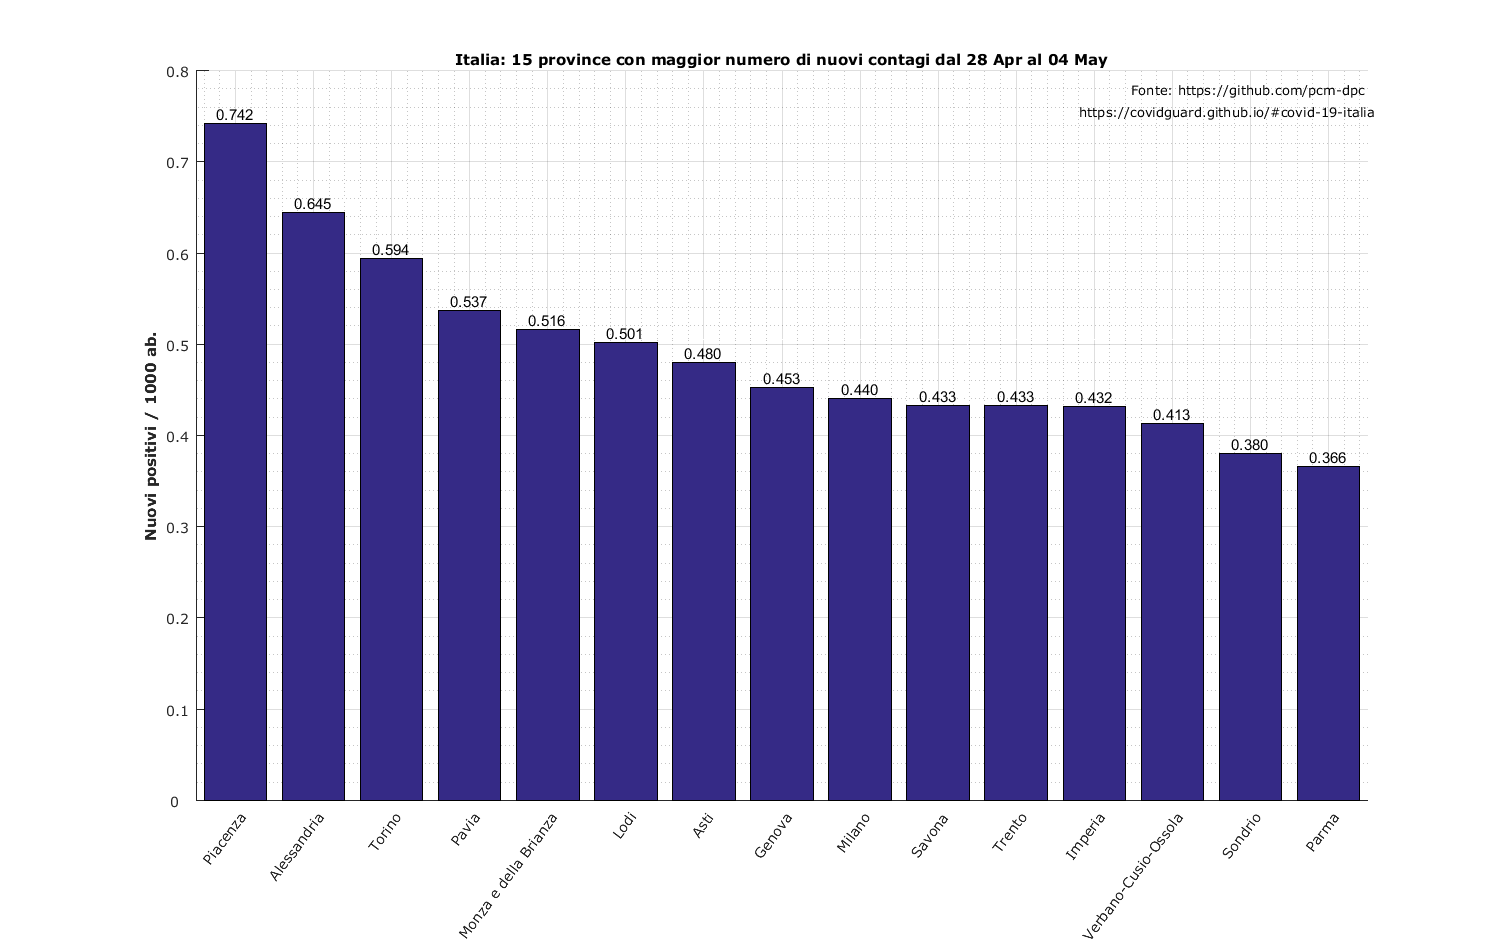 Italia: 15 province con maggior numero di nuovi contagi dal 28 Apr al 04 May
Fonte: https://github.com/pcm-dpc
https://covidguard.github.io/#covid-19-italia
Nuovi positivi / 1000 ab.
0.8
0.7
0.6
0.5
0.4
0.3
0.2
0.1
0
0.742
0.645
0.594
0.537
0.516
0.501
0.480
0.453
0.440
0.433
0.433
0.432
0.413
0.380
0.366
Piacenza
Alessandria
Torino
Pavia
Monza e della Brianza
Lodi
Asti
Genova
Milano
Savona
Trento
Imperia
Verbano-Cusio-Ossola
Sondrio
Parma